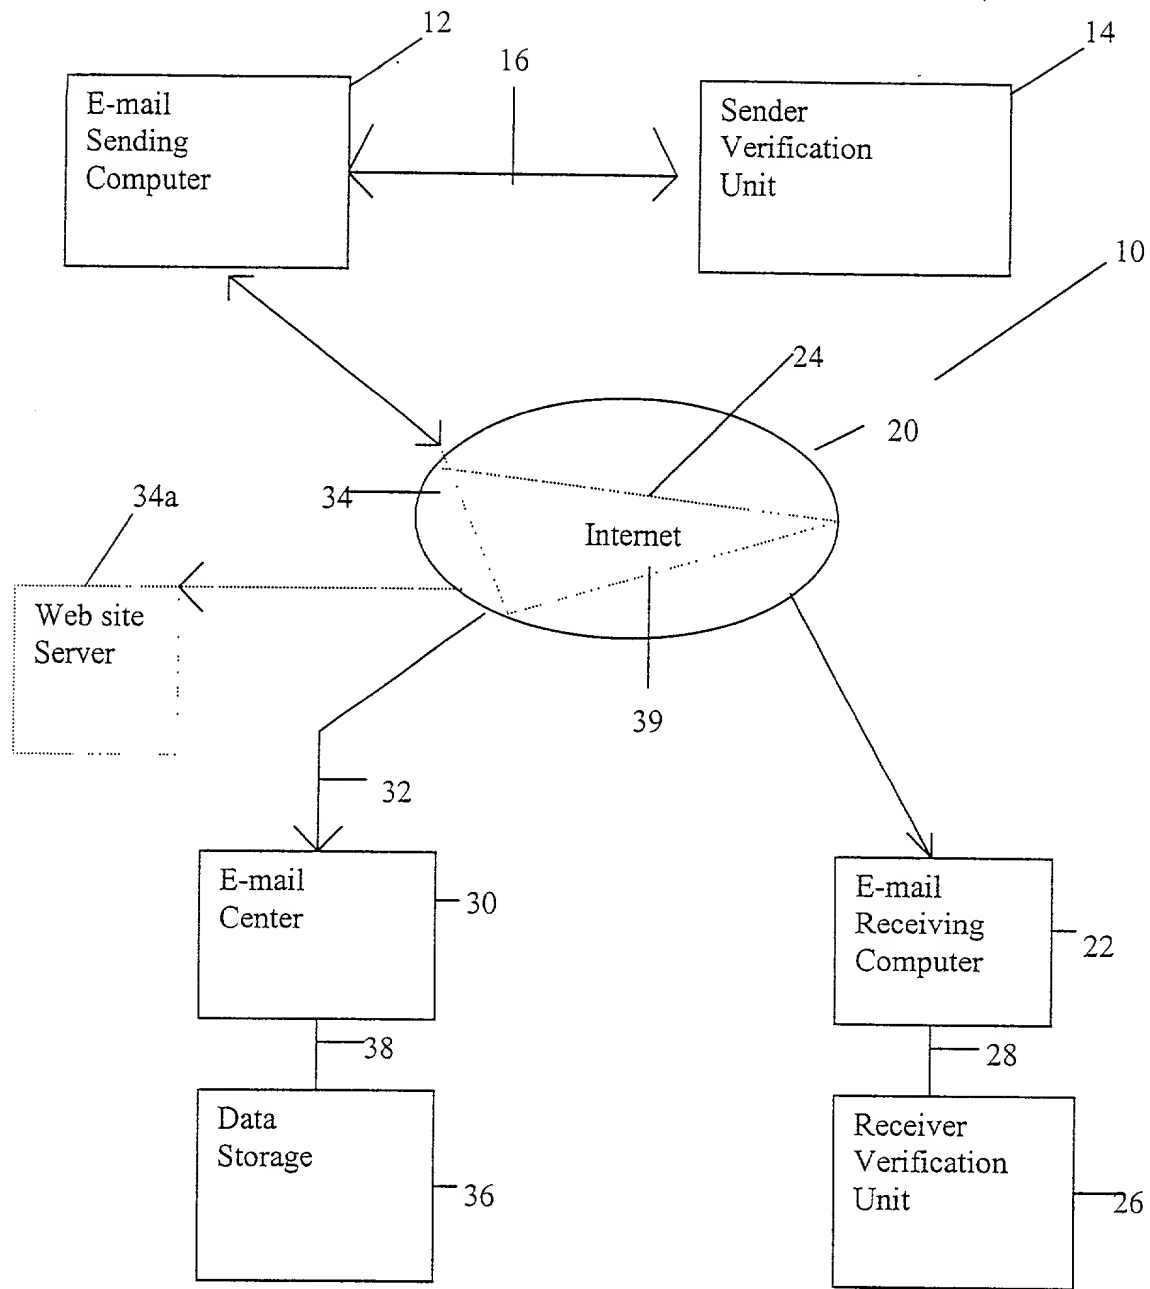 12
16
14
E-mail
Sending
Computer
Sender
Verification
Unit
10
24
20
34a
34
Internet
Web site
Server
39
32
E-mail
Center
30
E-mail
Receiving
Computer
22
38
28
Data
Storage
36
Receiver
Verification
Unit
26